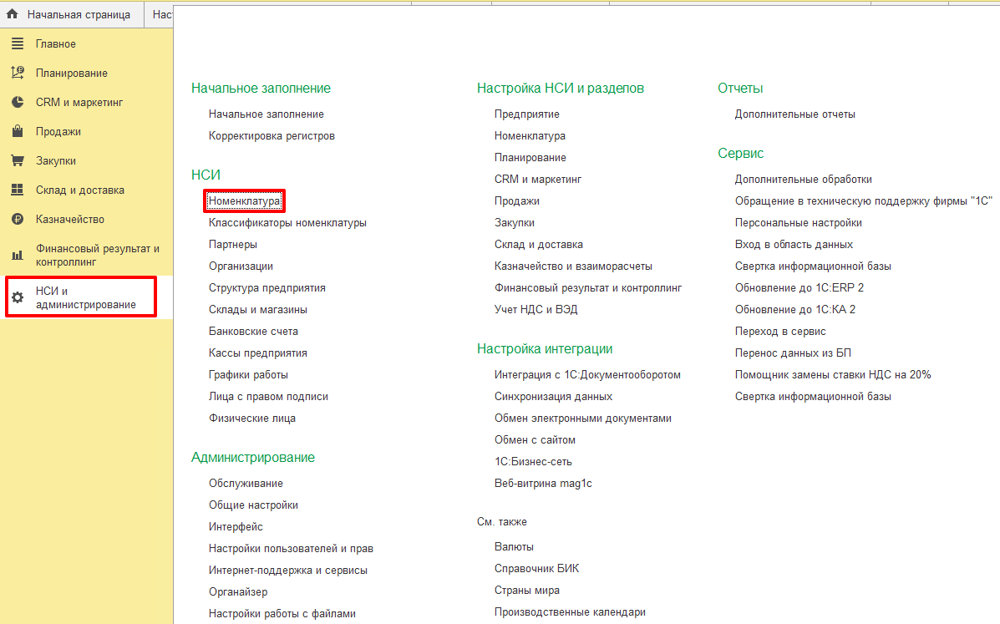 Начальная страница
Нас
Главное
Планирование
CRM и маркетинг
Продажи
Закупки
Склад и доставка
Казначейство
Финансовый результат и
контроллинг
НСИ и
администрирование
Начальное заполнение
Начальное заполнение
Корректировка регистров
НСИ
Номенклатура
Классификаторы номенклатуры
Партнеры
Организации
Структура предприятия
Склады и магазины
Банковские счета
Кассы предприятия
Графики работы
Лица с правом подписи
Физические лица
Администрирование
Обслуживание
Общие настройки
Интерфейс
Настройки пользователей и прав
Интернет-поддержка и сервисы
Органайзер
Настройки работы с файлами
Настройка НСИ и разделов
Предприятие
Номенклатура
Планирование
CRM и маркетинг
Продажи
Закупки
Склад и доставка
Казначейство и взаиморасчеты
Финансовый результат и контроллинг
Учет НДС и ВЭД
Настройка интеграции
Интеграция с 1С:Документооборотом
Синхронизация данных
Обмен электронными документами
Обмен с сайтом
1С:Бизнес-сеть
Веб-витрина mag1c
См. также
Валюты
Справочник БИК
Страны мира
Производственные календари
Отчеты
Дополнительные отчеты
Сервис
Дополнительные обработки
Обращение в техническую поддержку фирмы "1С"
Персональные настройки
Вход в область данных
Свертка информационной базы
Обновление до 1С:ERP 2
Обновление до 1С:КА 2
Переход в сервис
Перенос данных из БП
Помощник замены ставки НДС на 20%
Свертка информационной базы